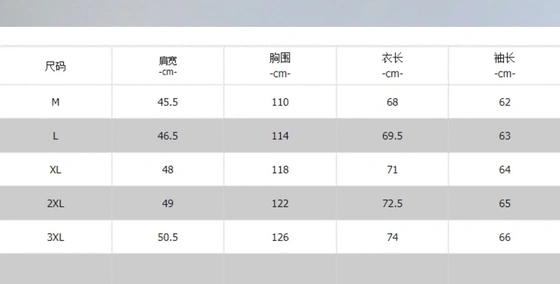 尺码 肩宽 -cm- 胸围 -cm- 衣长 -cm- 袖长 -cm-
M 45.5 110 68 62
L 46.5 114 69.5 63
XL 48 118 71 64
2XL 49 122 72.5 65
3XL 50.5 126 74 66